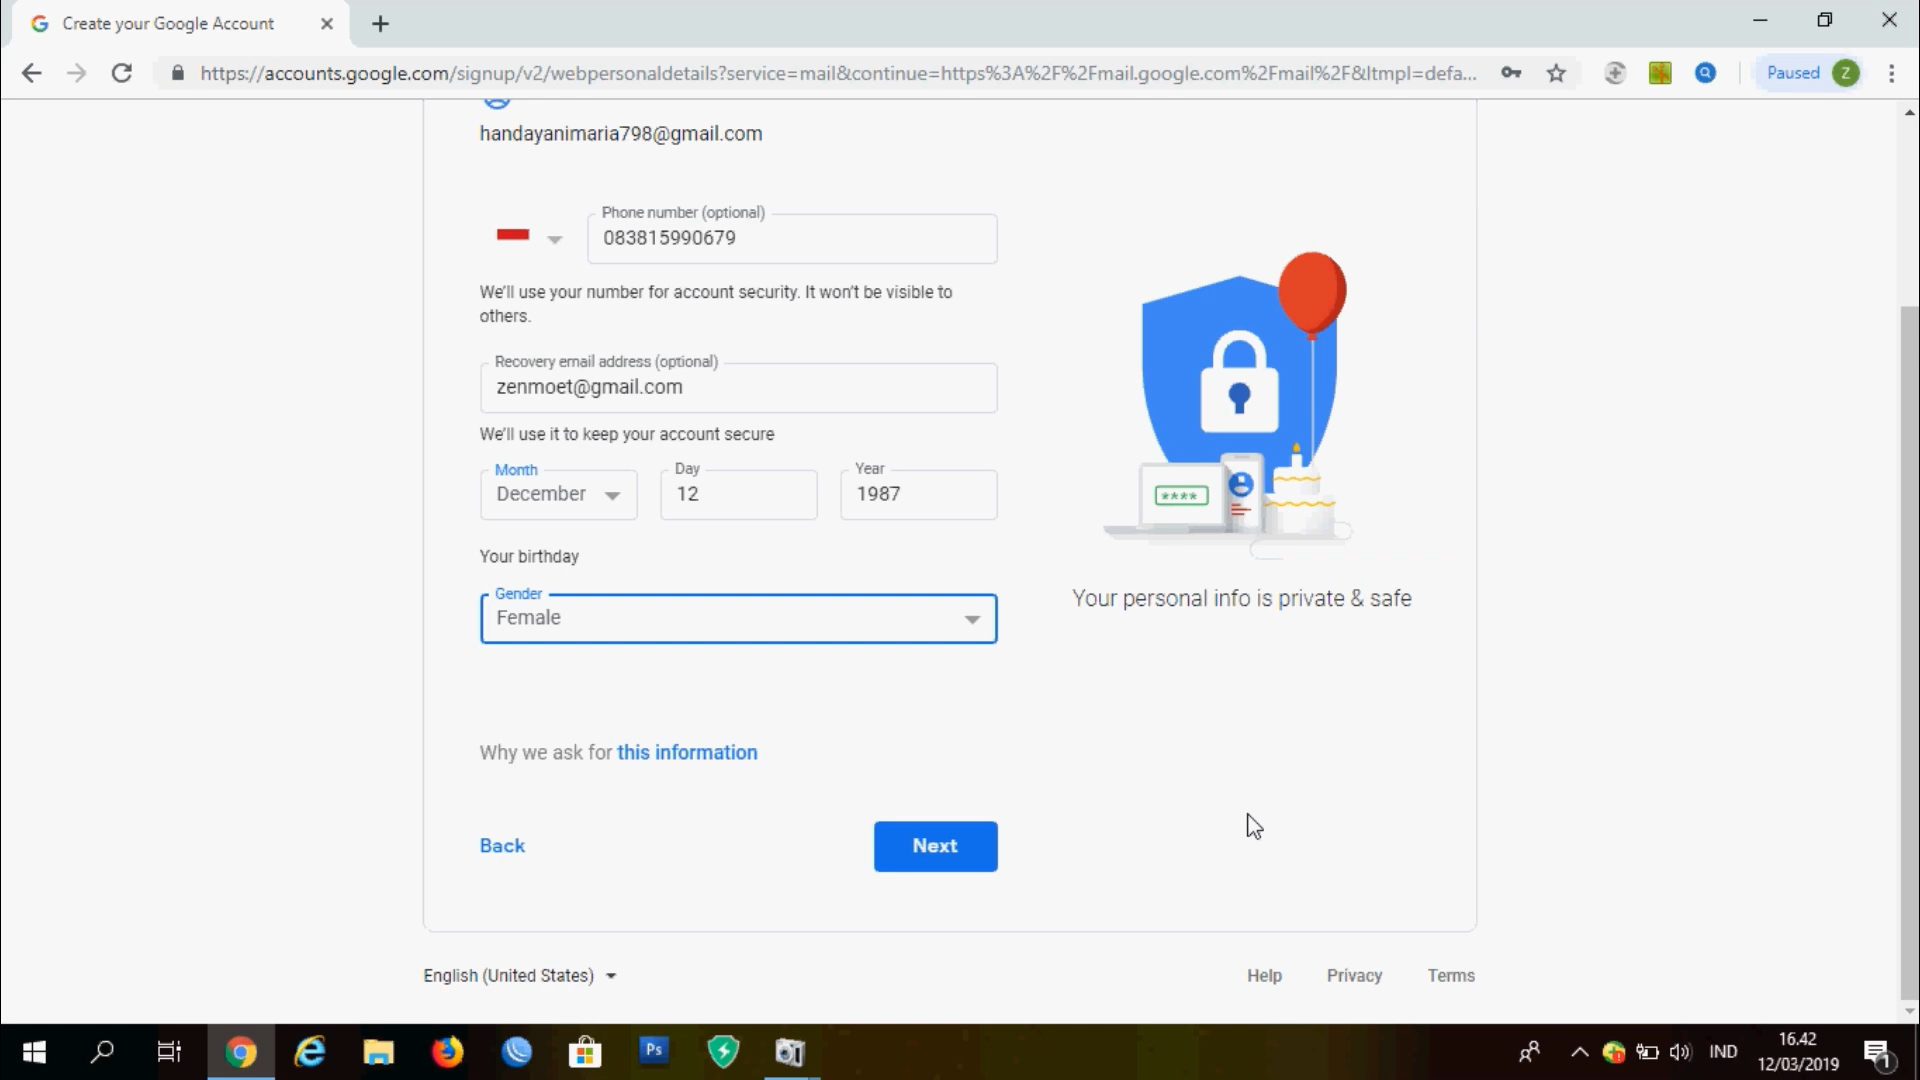 Create your Google Account
https://accounts.google.com/signup/v2/webpersonaldetails?service=mail&continue=https%3A%2F%2Fmail.google.com%2Fmail%2F&ltmpl=defa...
Paused
Z
handayanimaria798@gmail.com
Phone number (optional)
083815990679
We'll use your number for account security. It won't be visible to
others.
Recovery email address (optional)
zenmoet@gmail.com
We'll use it to keep your account secure
Month
December
Day
12
Year
1987
Your birthday
Gender
Female
****
Your personal info is private & safe
Why we ask for this information
Back
Next
English (United States)
Help
Privacy
Terms
Ps
IND
16.42
12/03/2019
1